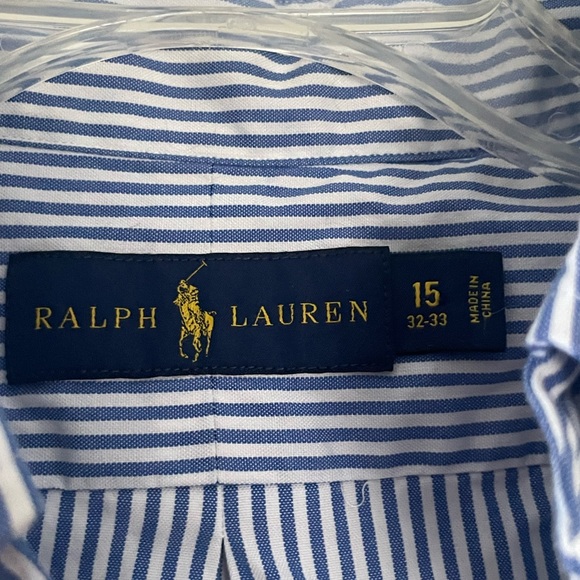 RALPH LAUREN
15
32-33
MADE IN
CHINA